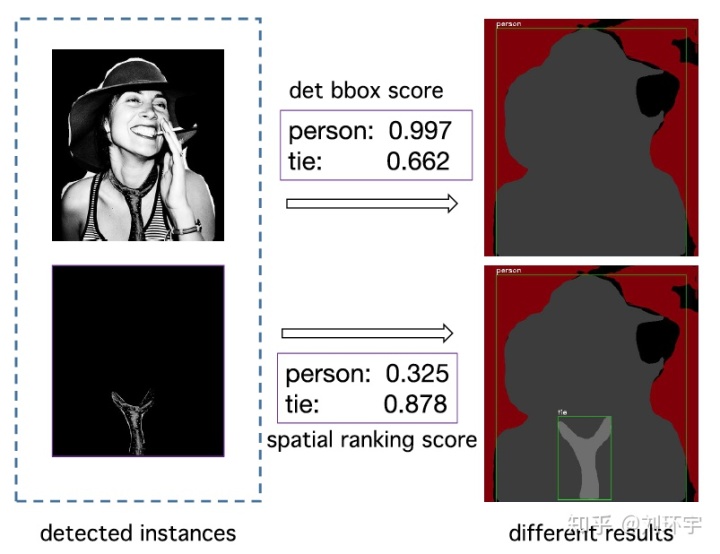 det bbox score
person: 0.997
tie: 0.662
person
person: 0.325
tie: 0.878
spatial ranking score
person
tie
detected instances
different results
知乎 @刘环宇